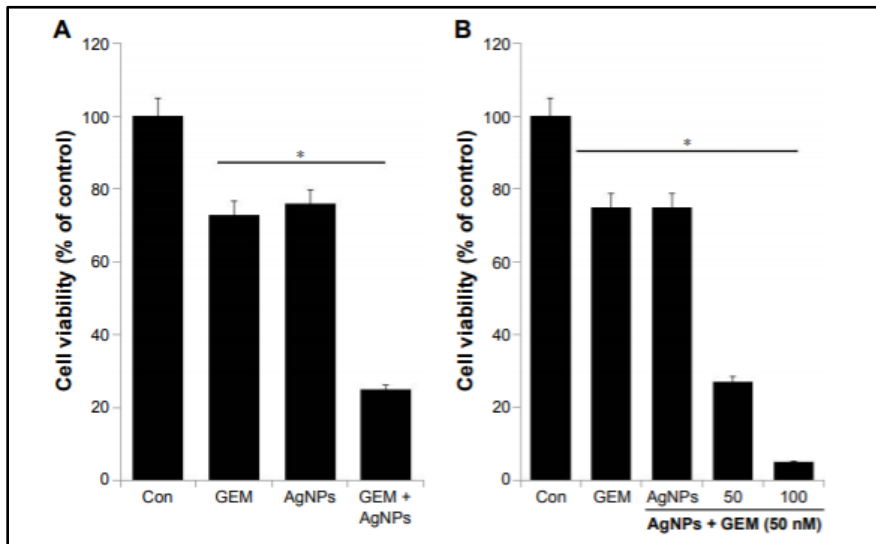 A
Cell viability (% of control)
120
100
80
60
40
20
0
*
Con GEM AgNPs GEM +
AgNPs
B
Cell viability (% of control)
120
100
80
60
40
20
0
*
Con GEM AgNPs 50 100
AgNPs + GEM (50 nM)